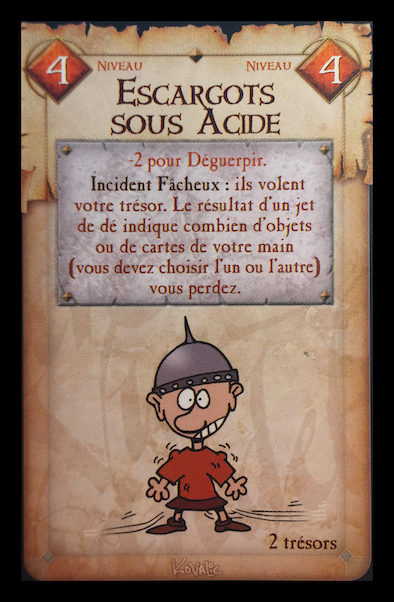 4 Niveau Niveau 4
Escargots
sous Acide
-2 pour Déguerpir.
Incident Fâcheux : ils volent
votre trésor. Le résultat d'un jet
de dé indique combien d'objets
ou de cartes de votre main
(vous devez choisir l'un ou l'autre)
vous perdez.
2 trésors
Kovalic